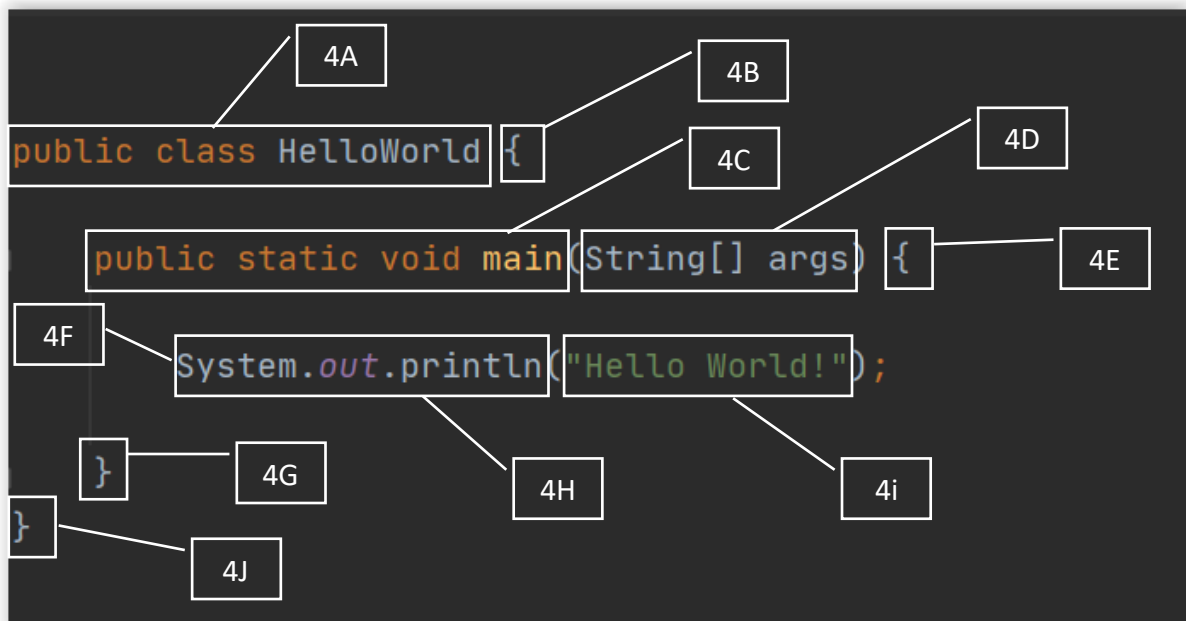 4A
4B
4C
4D
public class HelloWorld {
public static void main(String[] args) {
4E
4F
System.out.println("Hello World!");
}
4G
4H
4i
}
4J